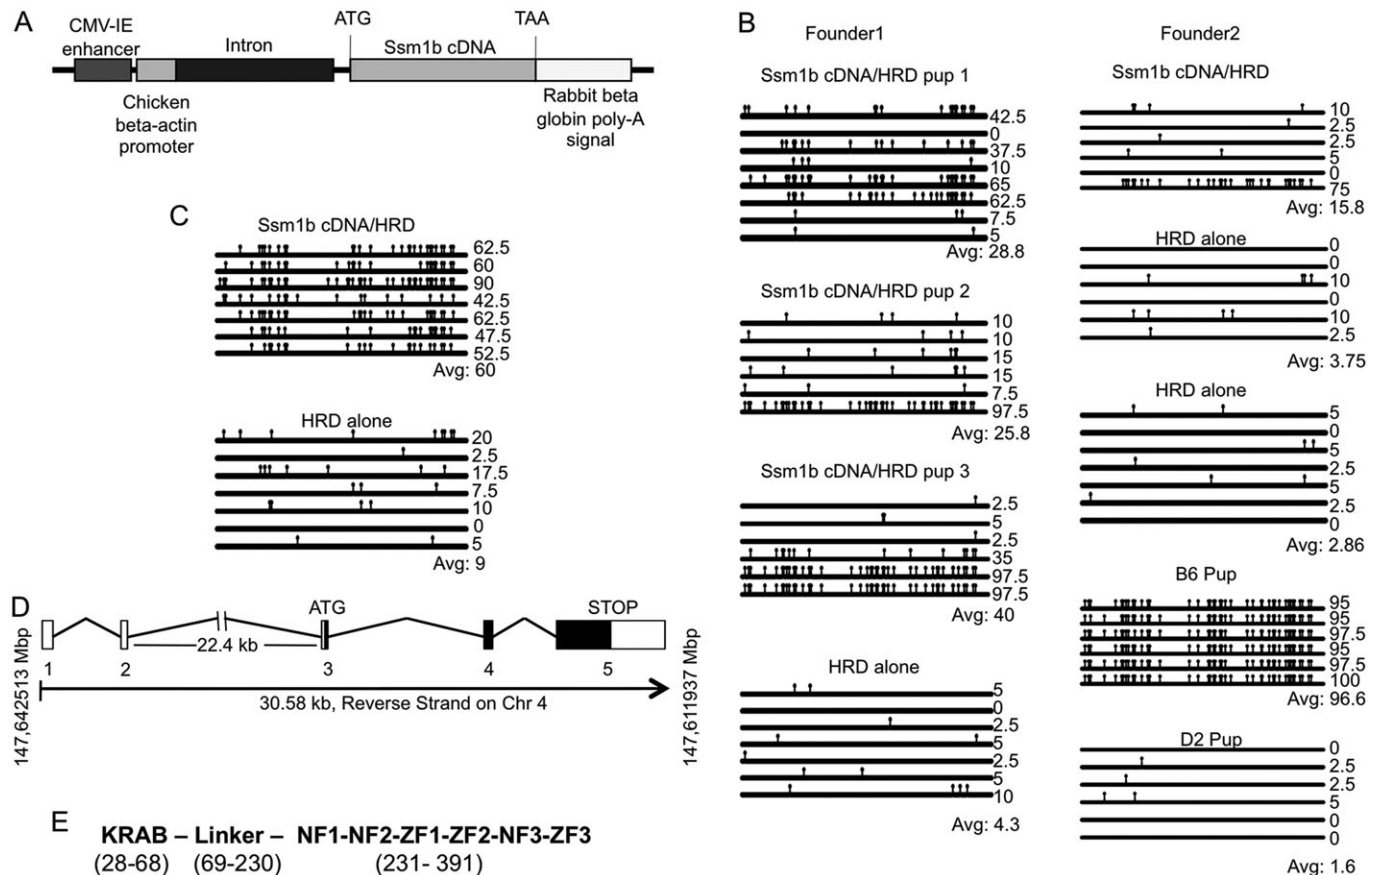 A
CMV-IE
enhancer
Intron
ATG
Ssm1b cDNA
TAA
Chicken
beta-actin
promoter
Rabbit beta
globin poly-A
signal
B
Founder1
Ssm1b cDNA/HRD pup 1
42.5
0
37.5
10
65
62.5
7.5
5
Avg: 28.8
Ssm1b cDNA/HRD pup 2
10
10
15
15
7.5
97.5
Avg: 25.8
Ssm1b cDNA/HRD pup 3
2.5
5
2.5
35
97.5
97.5
Avg: 40
HRD alone
5
0
2.5
5
2.5
5
10
Avg: 4.3
Founder2
Ssm1b cDNA/HRD
10
2.5
2.5
5
0
75
Avg: 15.8
HRD alone
0
0
10
0
10
2.5
Avg: 3.75
HRD alone
5
0
5
2.5
5
2.5
0
Avg: 2.86
B6 Pup
95
95
97.5
95
97.5
100
Avg: 96.6
D2 Pup
0
2.5
2.5
5
0
0
Avg: 1.6
C
Ssm1b cDNA/HRD
62.5
60
90
42.5
62.5
47.5
52.5
Avg: 60
HRD alone
20
2.5
17.5
7.5
10
0
5
Avg: 9
D
147,642513 Mbp
ATG
STOP
22.4 kb
1 2 3 4 5
30.58 kb, Reverse Strand on Chr 4
147,611937 Mbp
E
KRAB – Linker – NF1-NF2-ZF1-ZF2-NF3-ZF3
(28-68) (69-230) (231- 391)